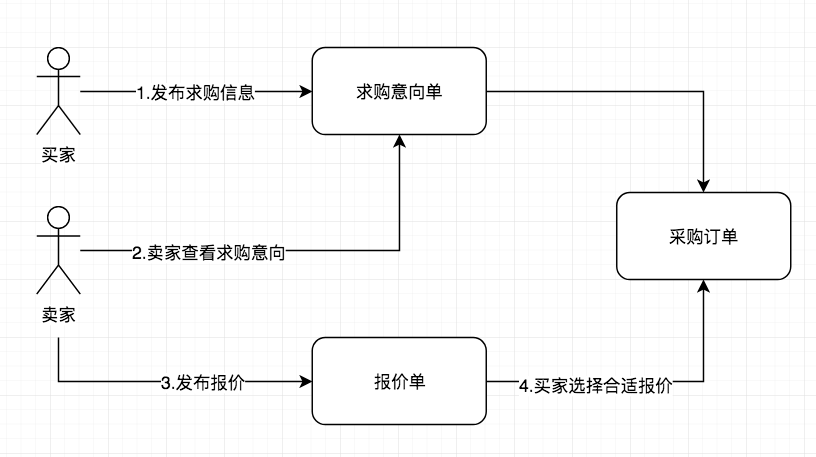 1.发布求购信息
求购意向单
买家
采购订单
2.卖家查看求购意向
卖家
3.发布报价
报价单
4.买家选择合适报价